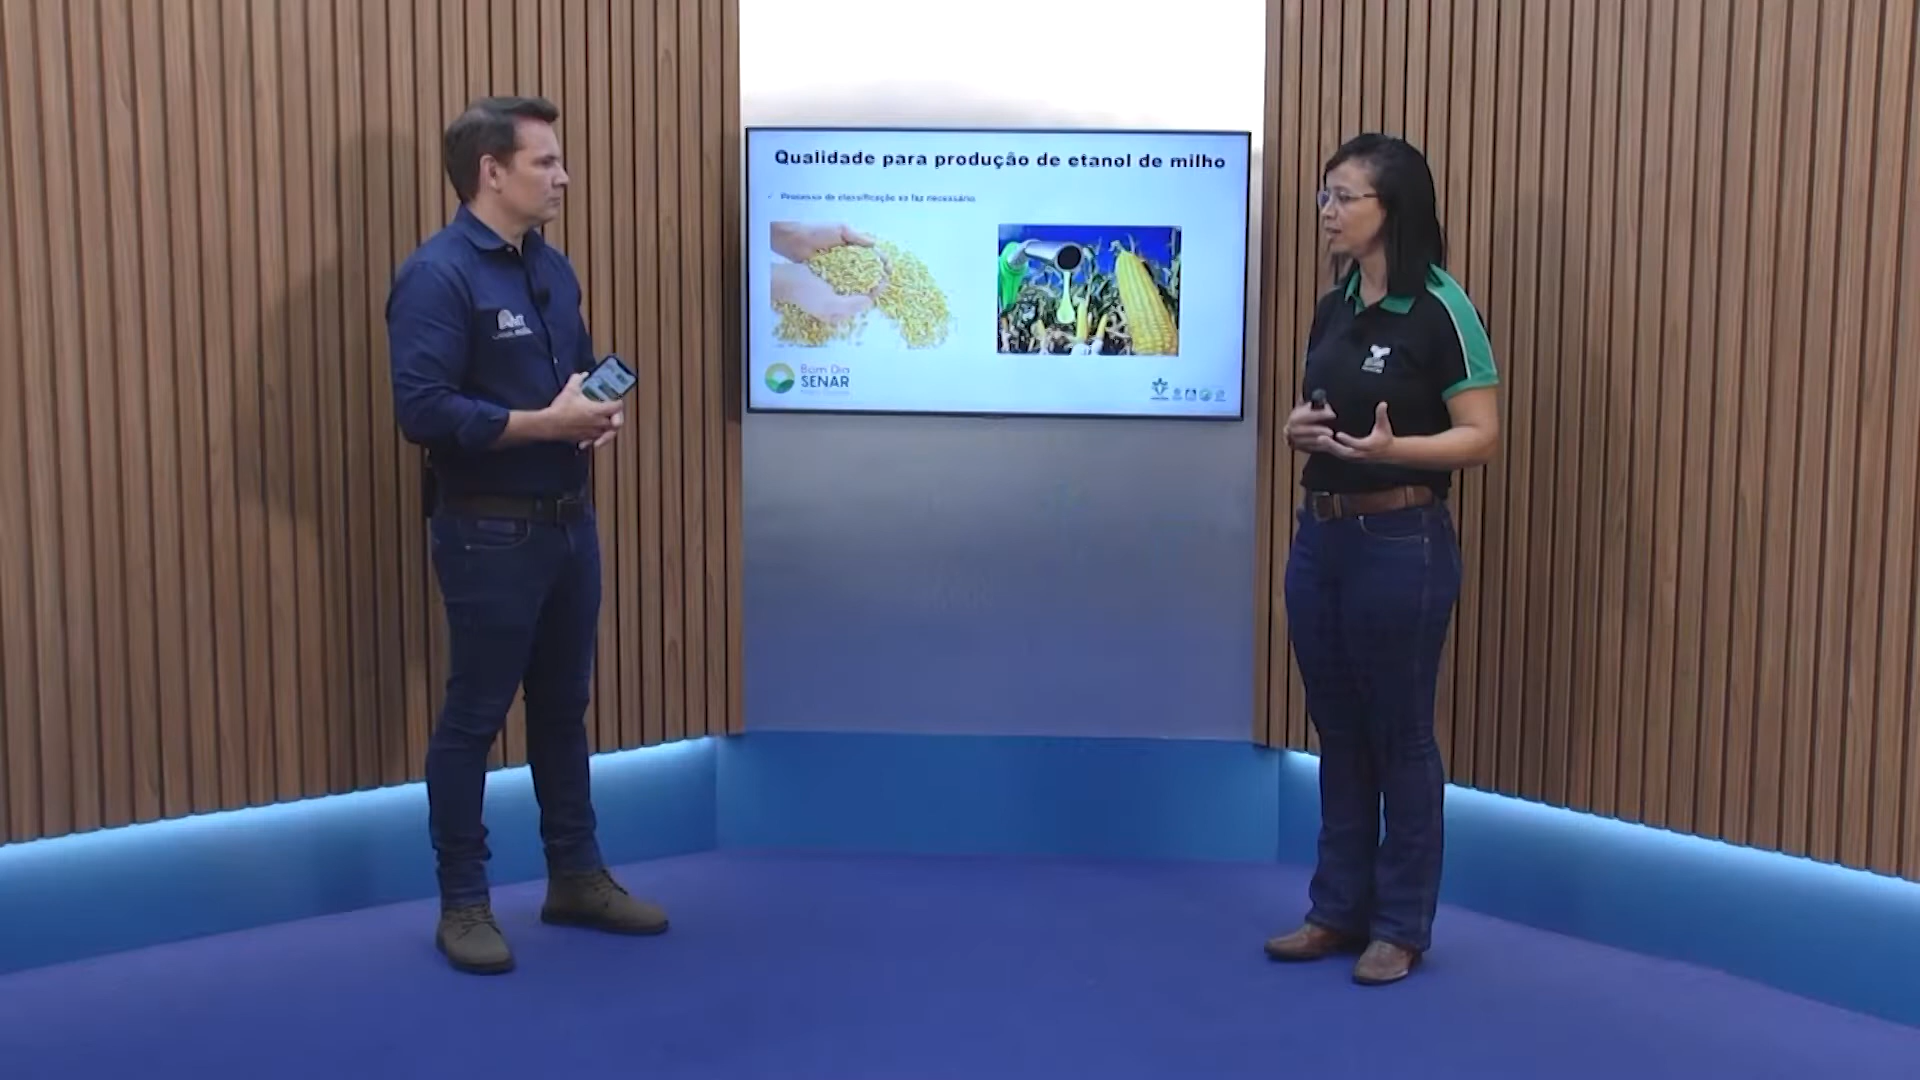 Qualidade para produção de etanol de milho
Processo de classificação se faz necessário
Bom Dia
SENAR